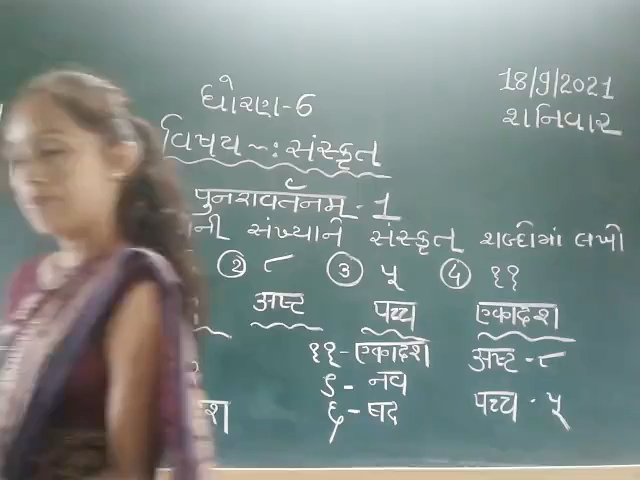 18/9/2021
ધોરણ-6
શનિવાર
વિષય ~: સંસ્કૃત
પુનરાવર્તનમ્ - 1
સંખ્યાને સંસ્કૃત શબ્દોમાં લખો
② ८ ③ ५ ④ ११
अष्ट पञ्च एकादश
११-एकादश अष्ट - ८
९ - नव
६ - षट् पञ्च - ५